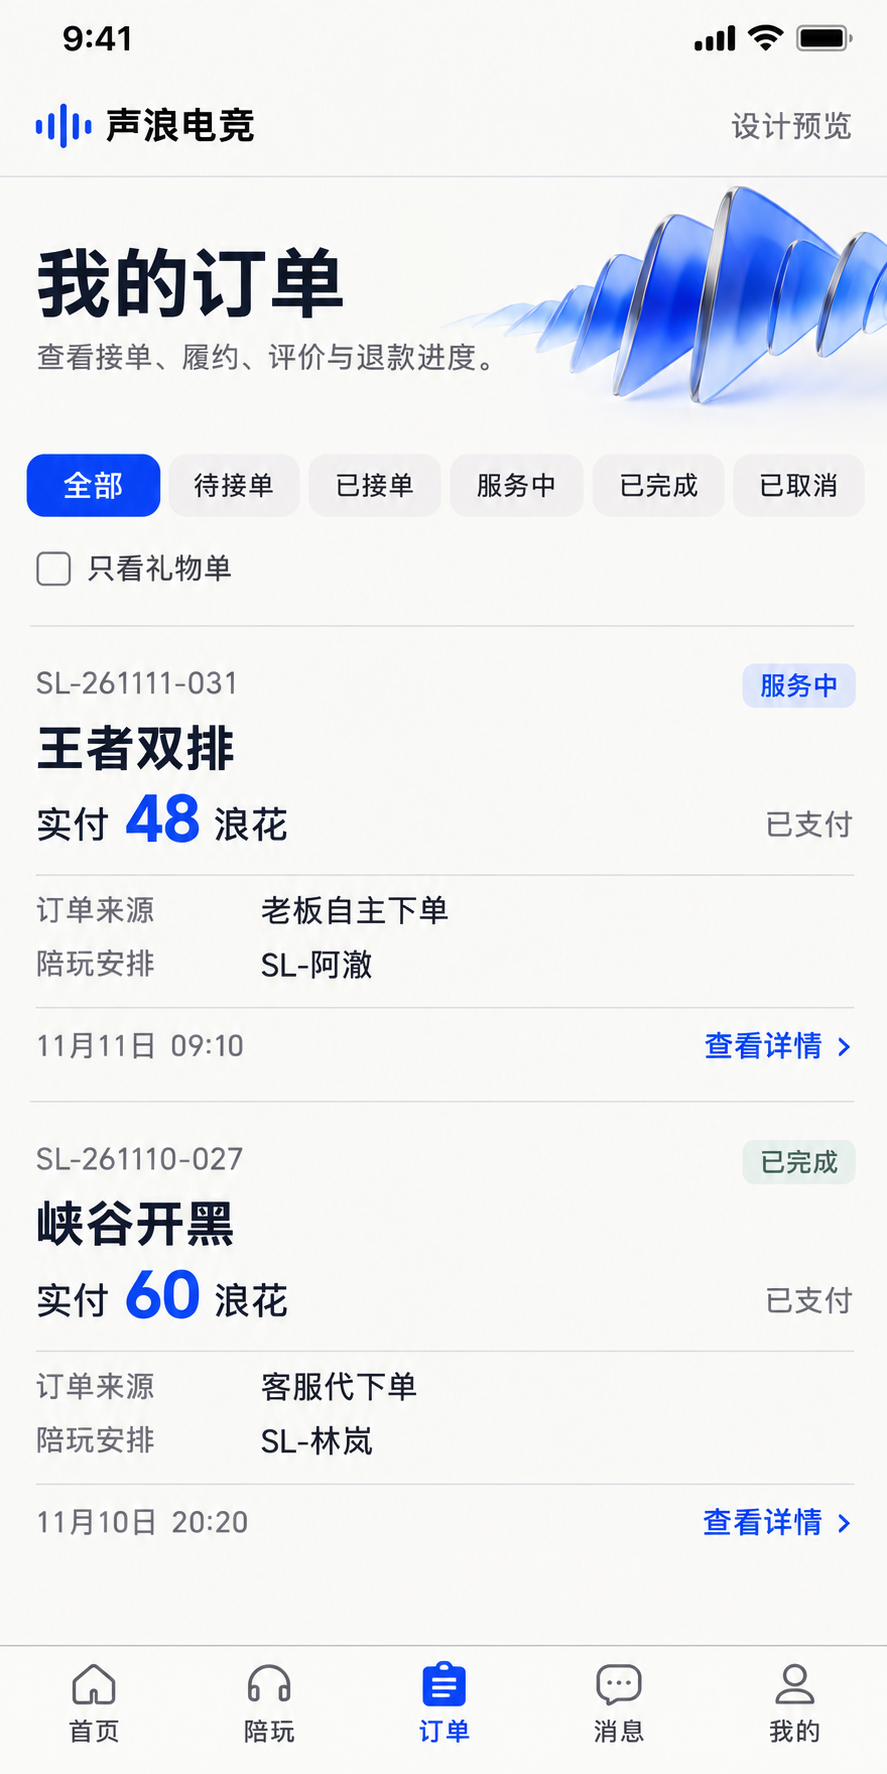 9:41
声浪电竞
设计预览
我的订单
查看接单、履约、评价与退款进度。
全部 待接单 已接单 服务中 已完成 已取消
只看礼物单
SL-261111-031 服务中
王者双排
实付 48 浪花 已支付
订单来源 老板自主下单
陪玩安排 SL-阿澈
11月11日 09:10 查看详情 >
SL-261110-027 已完成
峡谷开黑
实付 60 浪花 已支付
订单来源 客服代下单
陪玩安排 SL-林岚
11月10日 20:20 查看详情 >
首页 陪玩 订单 消息 我的